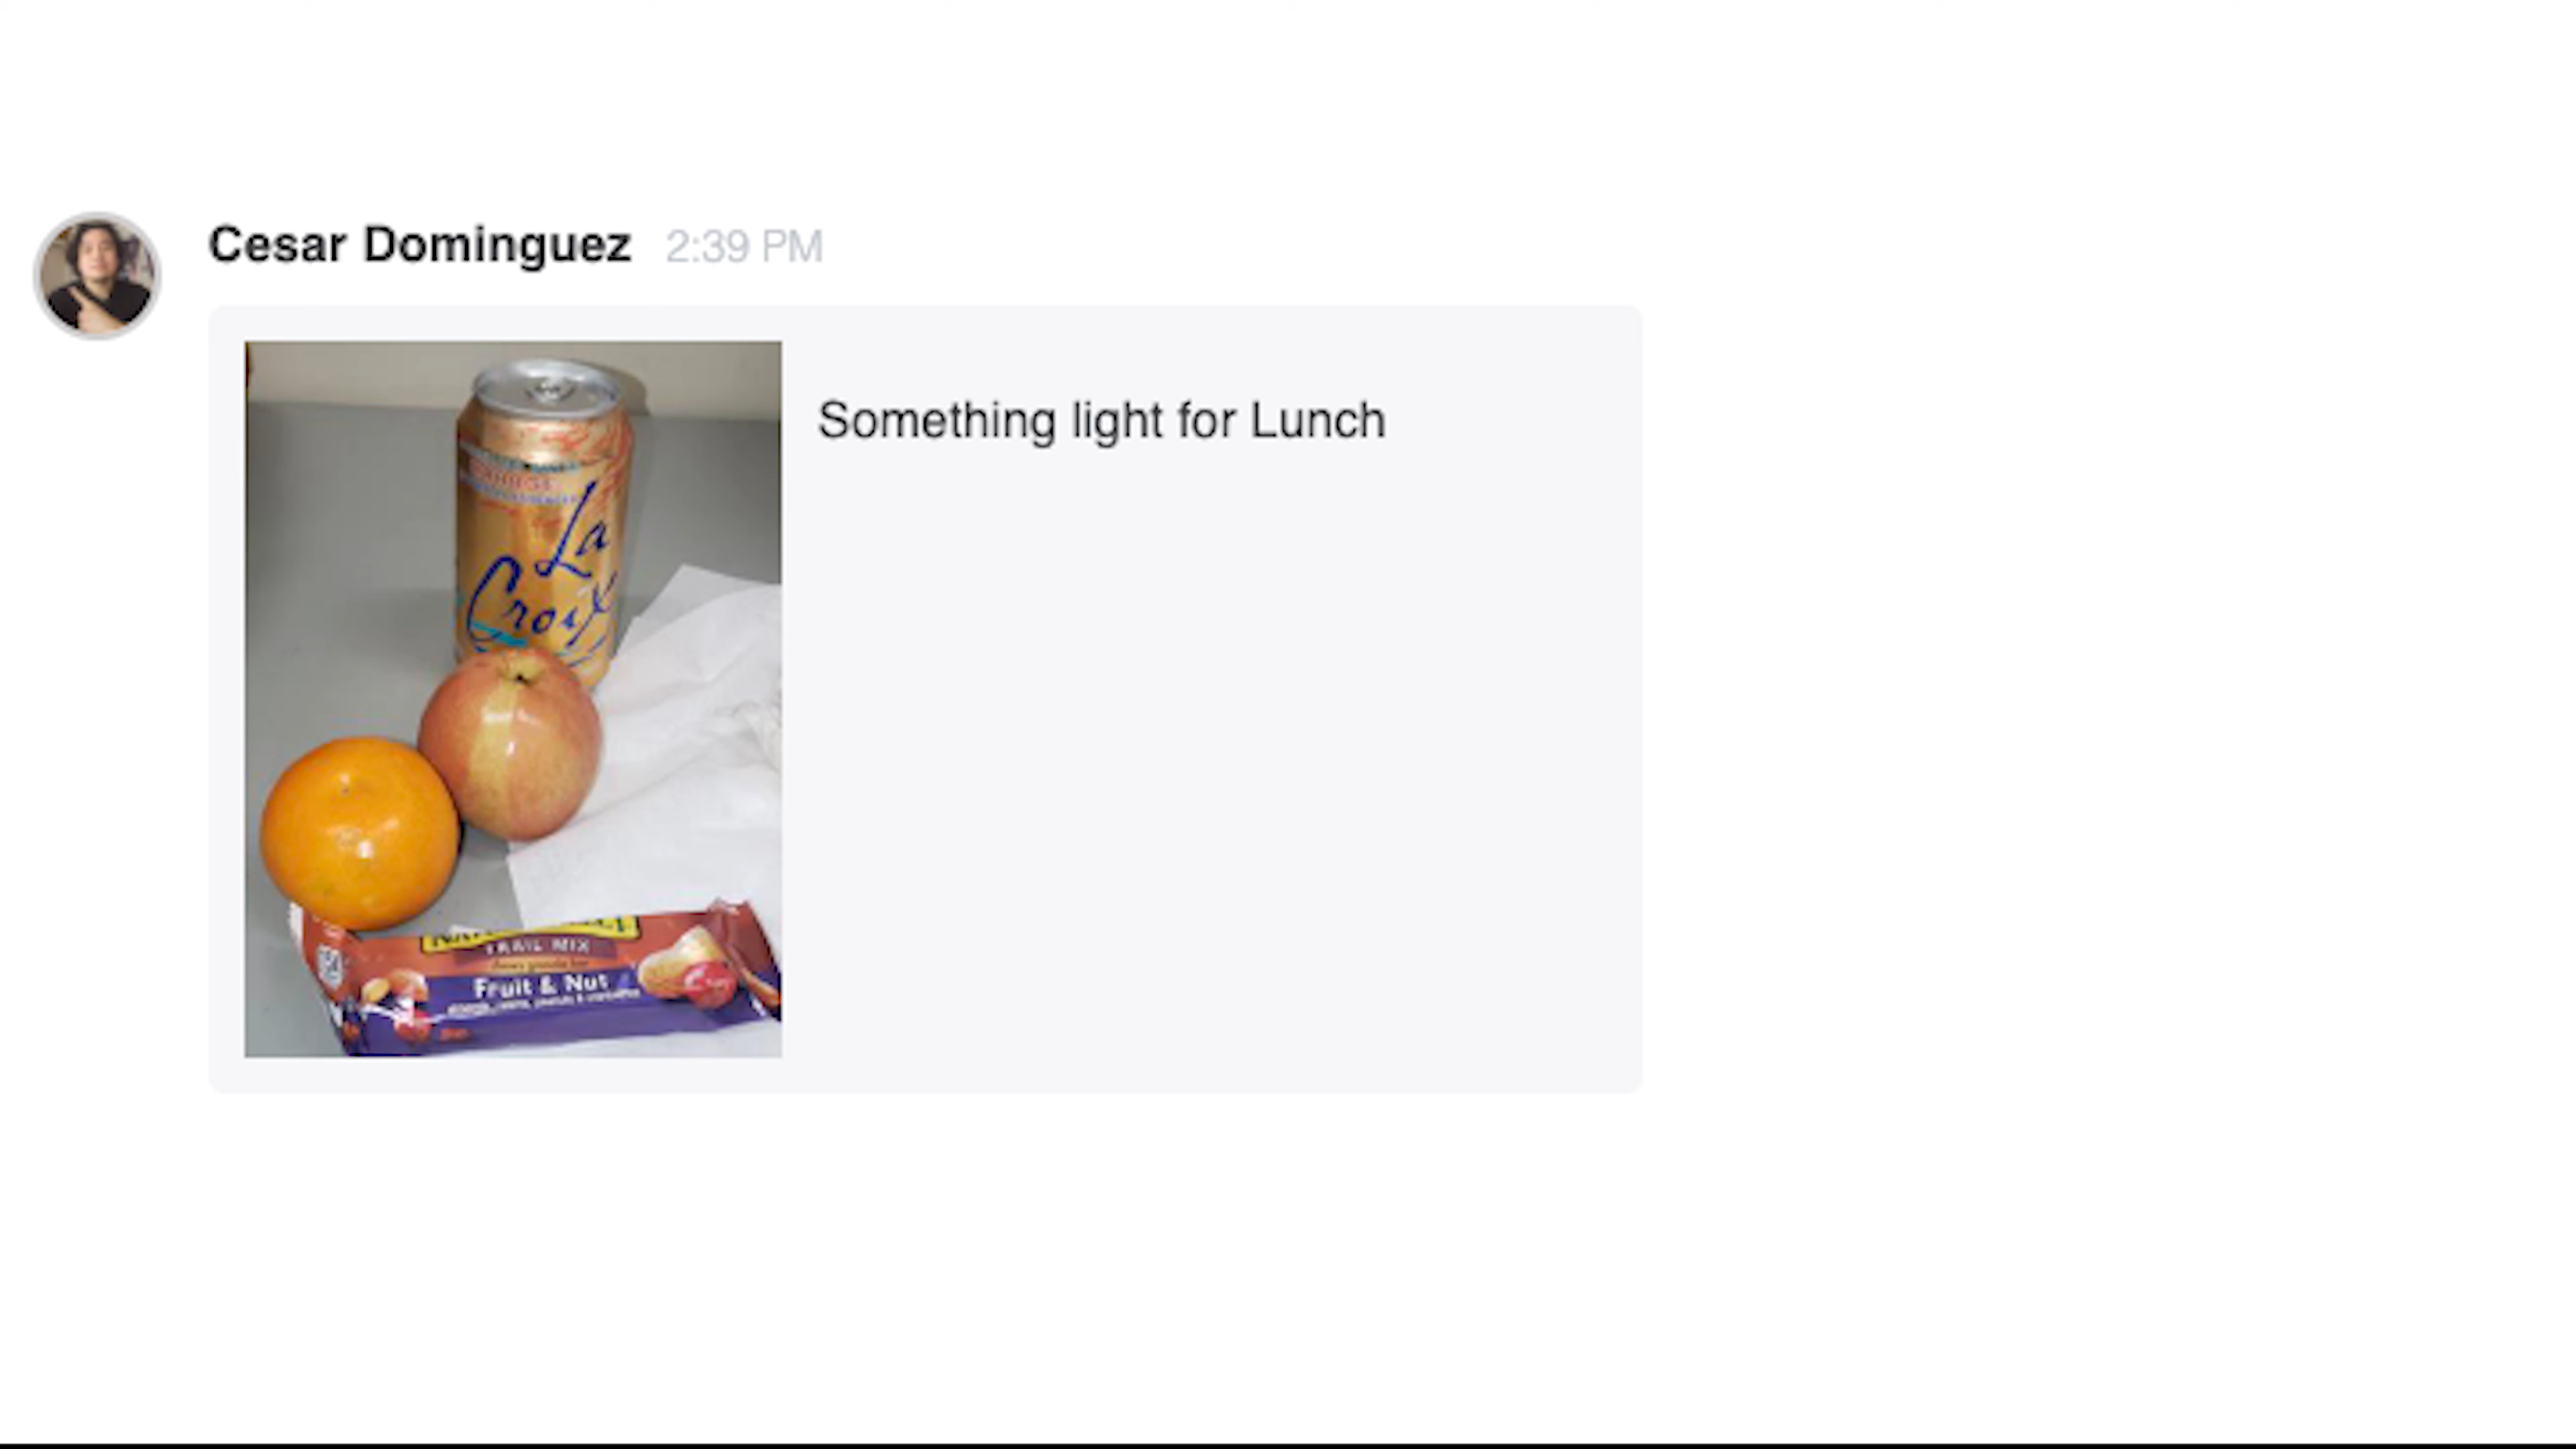 Cesar Dominguez 2:39 PM
Something light for Lunch
La
Croix
TRAIL MIX
Fruit & Nut